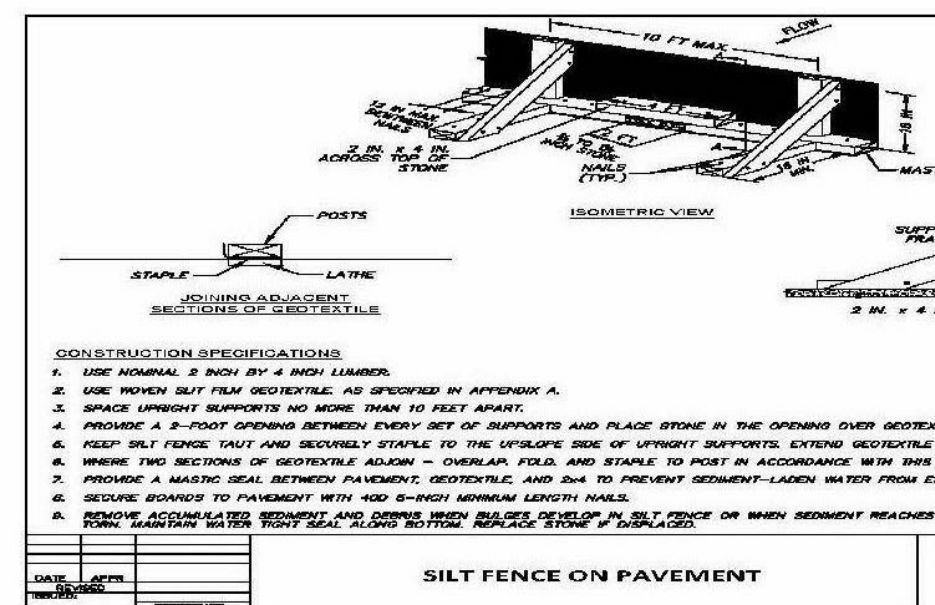 FLOW
10 FT MAX.
12 IN MAX.
BETWEEN
NAILS
4 FT
18 IN
2 IN. x 4 IN.
ACROSS TOP OF
STONE
2 FT
INCH STONE
A
NAILS
(TYP.)
16 IN
MIN.
MAST
ISOMETRIC VIEW
POSTS
STAPLE
LATHE
JOINING ADJACENT
SECTIONS OF GEOTEXTILE
SUPP
FRA
2 IN. x 4
CONSTRUCTION SPECIFICATIONS
1. USE NOMINAL 2 INCH BY 4 INCH LUMBER.
2. USE WOVEN SLIT FILM GEOTEXTILE, AS SPECIFIED IN APPENDIX A.
3. SPACE UPRIGHT SUPPORTS NO MORE THAN 10 FEET APART.
4. PROVIDE A 2-FOOT OPENING BETWEEN EVERY SET OF SUPPORTS AND PLACE STONE IN THE OPENING OVER GEOTEX
5. KEEP SILT FENCE TAUT AND SECURELY STAPLE TO THE UPSLOPE SIDE OF UPRIGHT SUPPORTS. EXTEND GEOTEXTILE
6. WHERE TWO SECTIONS OF GEOTEXTILE ADJOIN - OVERLAP, FOLD, AND STAPLE TO POST IN ACCORDANCE WITH THIS
7. PROVIDE A MASTIC SEAL BETWEEN PAVEMENT, GEOTEXTILE, AND 2x4 TO PREVENT SEDIMENT-LADEN WATER FROM E
8. SECURE BOARDS TO PAVEMENT WITH 40D 5-INCH MINIMUM LENGTH NAILS.
9. REMOVE ACCUMULATED SEDIMENT AND DEBRIS WHEN BULGES DEVELOP IN SILT FENCE OR WHEN SEDIMENT REACHES
TORN. MAINTAIN WATER TIGHT SEAL ALONG BOTTOM. REPLACE STONE IF DISPLACED.
DATE APPR
REVISED
ISSUED:
SILT FENCE ON PAVEMENT